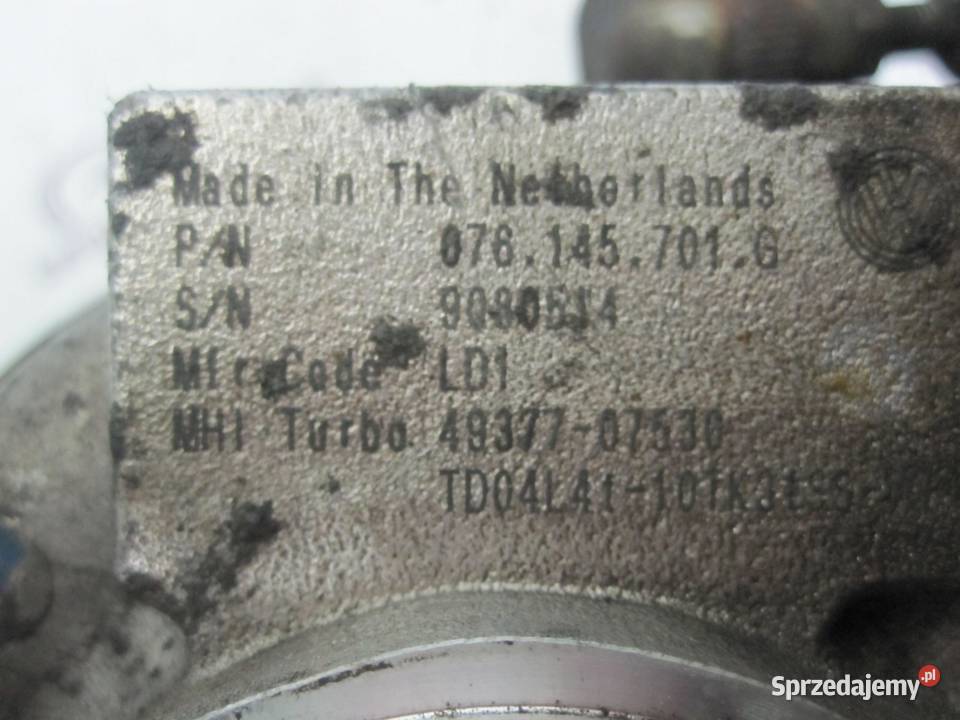 Made in The Netherlands
P/N 076.145.701.G
S/N
Mfr Code LD1
MHI Turbo 49377-07530
Sprzedajemy.pl